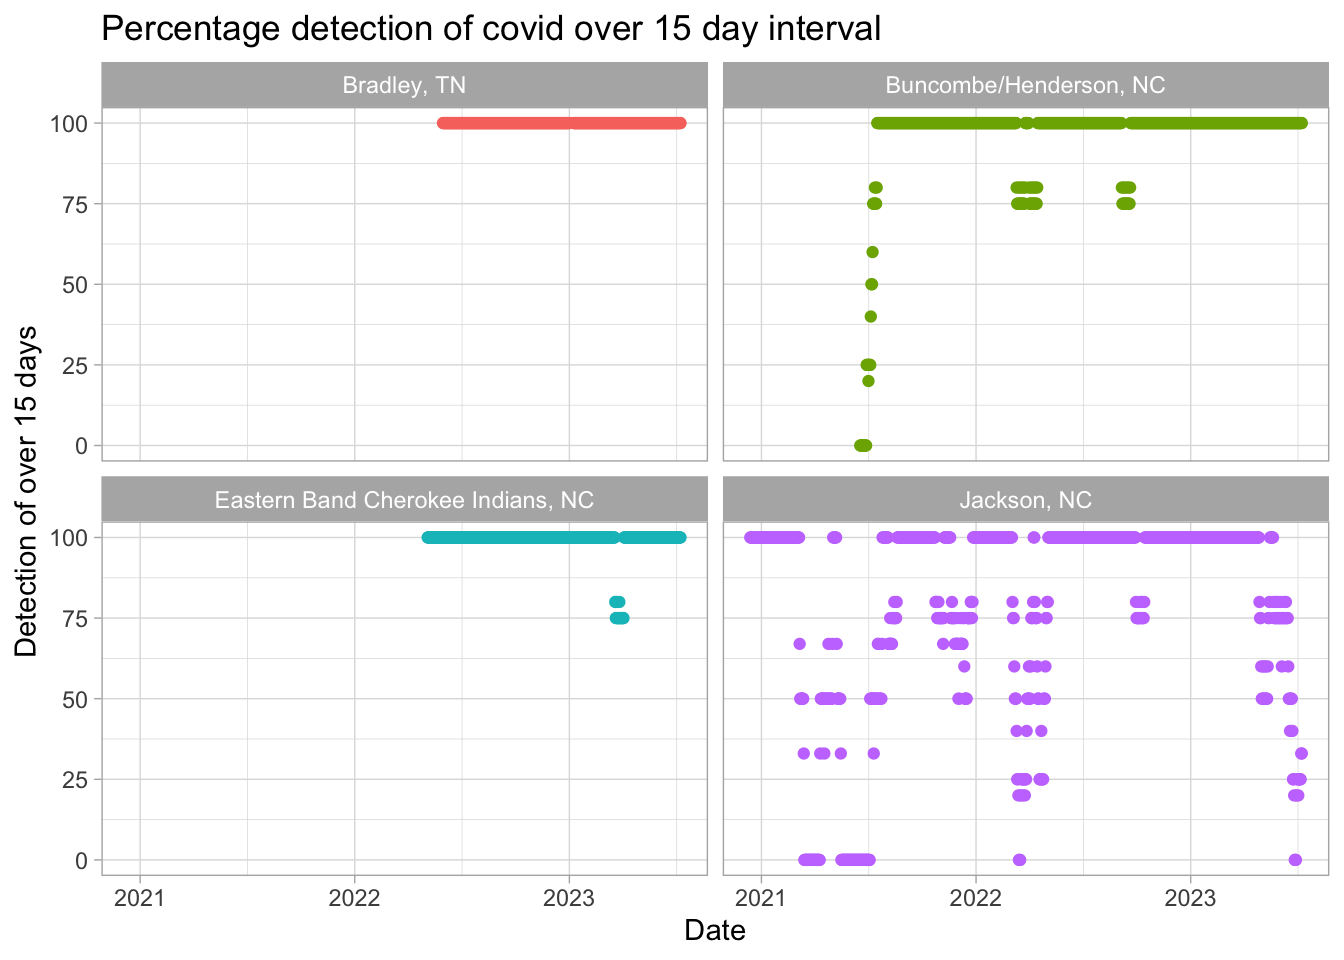 Percentage detection of covid over 15 day interval
Bradley, TN
Buncombe/Henderson, NC
100
75
50
25
0
Eastern Band Cherokee Indians, NC
Jackson, NC
100
75
50
25
0
2021 2022 2023
2021 2022 2023
Date
Detection of over 15 days